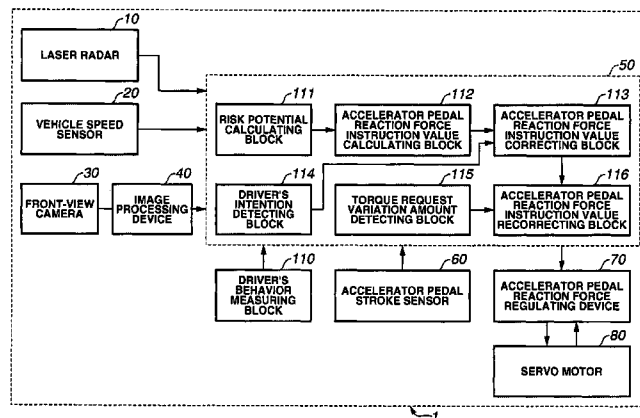 10
LASER RADAR
50
20
VEHICLE SPEED
SENSOR
111
RISK POTENTIAL
CALCULATING
BLOCK
112
ACCELERATOR PEDAL
REACTION FORCE
INSTRUCTION VALUE
CALCULATING BLOCK
113
ACCELERATOR PEDAL
REACTION FORCE
INSTRUCTION VALUE
CORRECTING BLOCK
30
FRONT-VIEW
CAMERA
40
IMAGE
PROCESSING
DEVICE
114
DRIVER'S
INTENTION
DETECTING
BLOCK
115
TORQUE REQUEST
VARIATION AMOUNT
DETECTING BLOCK
116
ACCELERATOR PEDAL
REACTION FORCE
INSTRUCTION VALUE
RECORRECTING BLOCK
110
DRIVER'S
BEHAVIOR
MEASURING
BLOCK
60
ACCELERATOR PEDAL
STROKE SENSOR
70
ACCELERATOR PEDAL
REACTION FORCE
REGULATING DEVICE
80
SERVO MOTOR
1